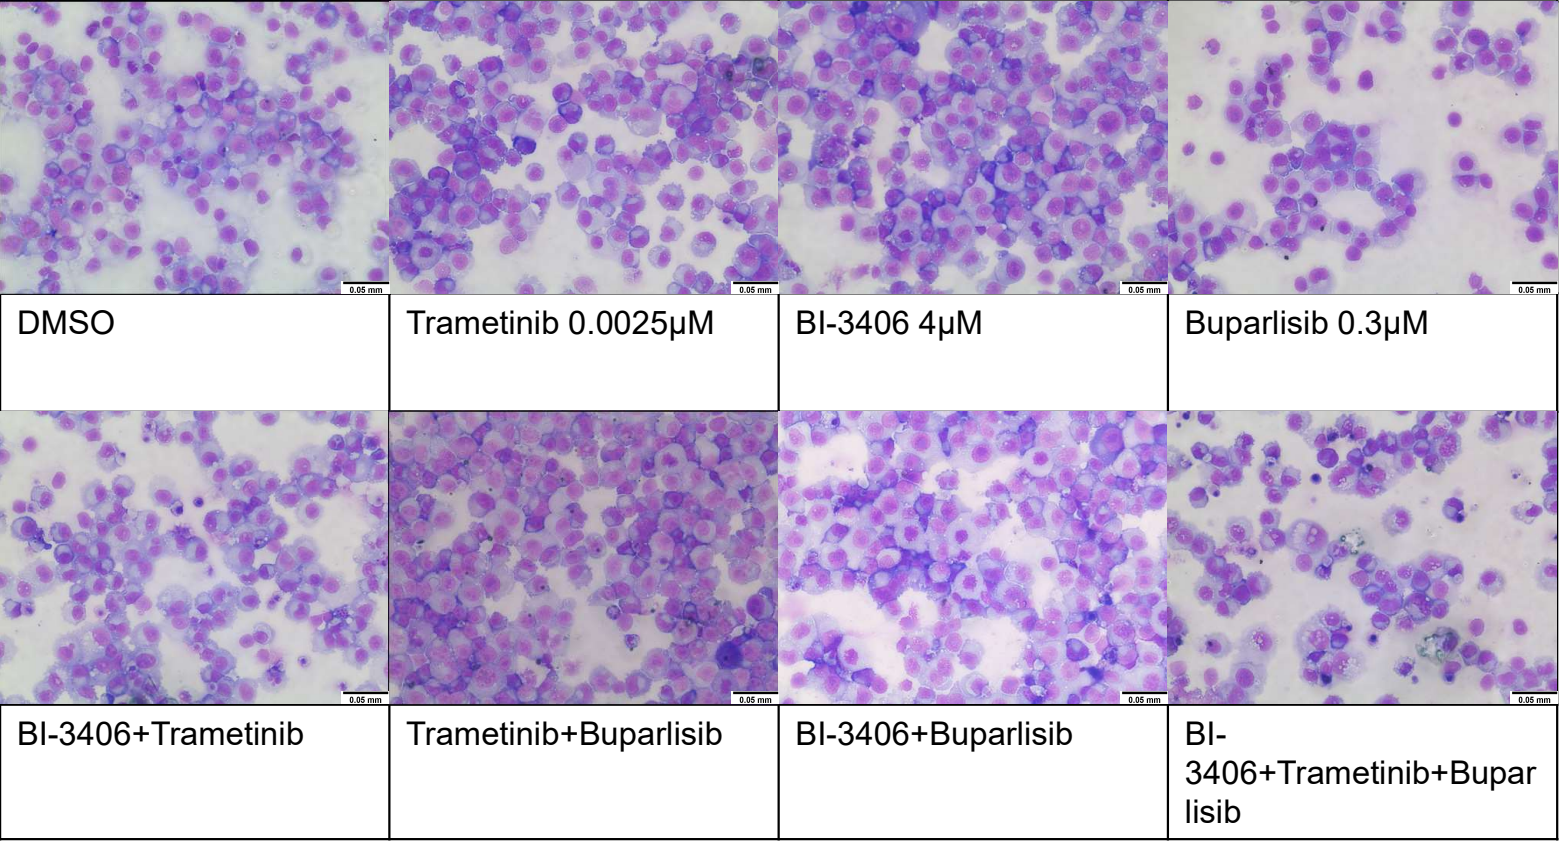 0.05 mm
0.05 mm
0.05 mm
0.05 mm
DMSO
Trametinib 0.0025µM
BI-3406 4µM
Buparlisib 0.3µM
0.05 mm
0.05 mm
0.05 mm
0.05 mm
BI-3406+Trametinib
Trametinib+Buparlisib
BI-3406+Buparlisib
BI-
3406+Trametinib+Bupar
lisib